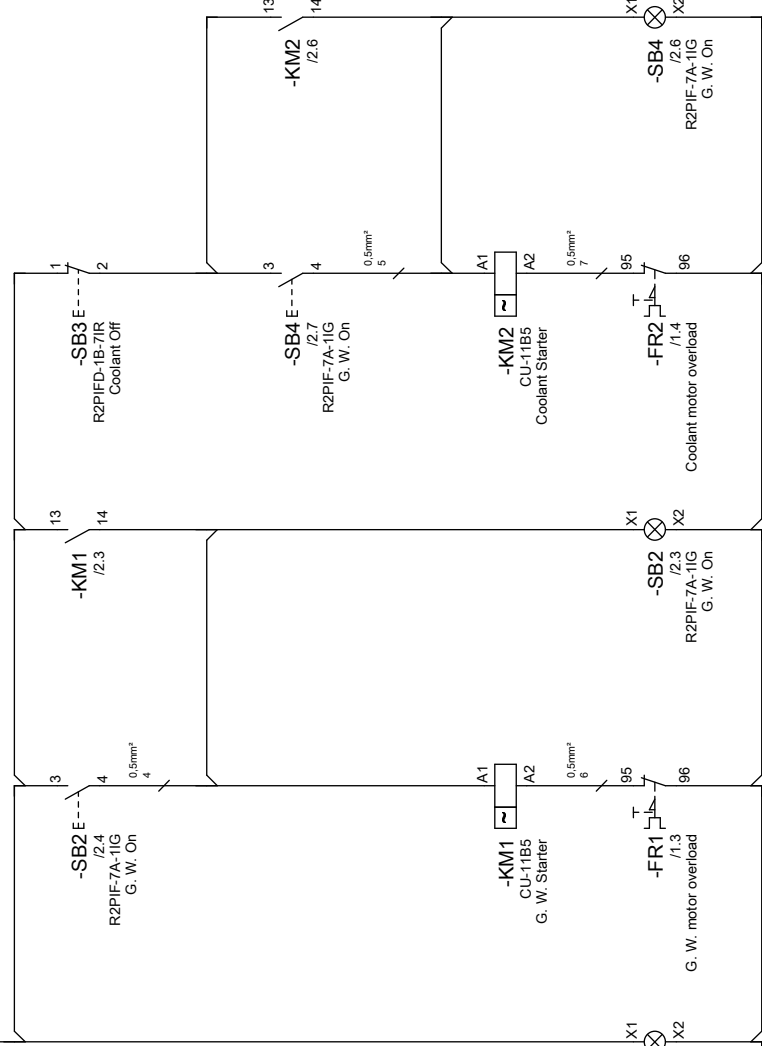 13
14
-KM2
/2.6
X1
X2
-SB4
/2.6
R2PIF-7A-1IG
G. W. On
1
2
-SB3
R2PIFD-1B-7IR
Coolant Off
3
4
-SB4
/2.7
R2PIF-7A-1IG
G. W. On
0,5mm²
5
A1
A2
-KM2
CU-11B5
Coolant Starter
0,5mm²
7
95
96
-FR2
/1.4
Coolant motor overload
13
14
-KM1
/2.3
X1
X2
-SB2
/2.3
R2PIF-7A-1IG
G. W. On
3
4
-SB2
/2.4
R2PIF-7A-1IG
G. W. On
0,5mm²
4
A1
A2
-KM1
CU-11B5
G. W. Starter
0,5mm²
6
95
96
-FR1
/1.3
G. W. motor overload
X1
X2